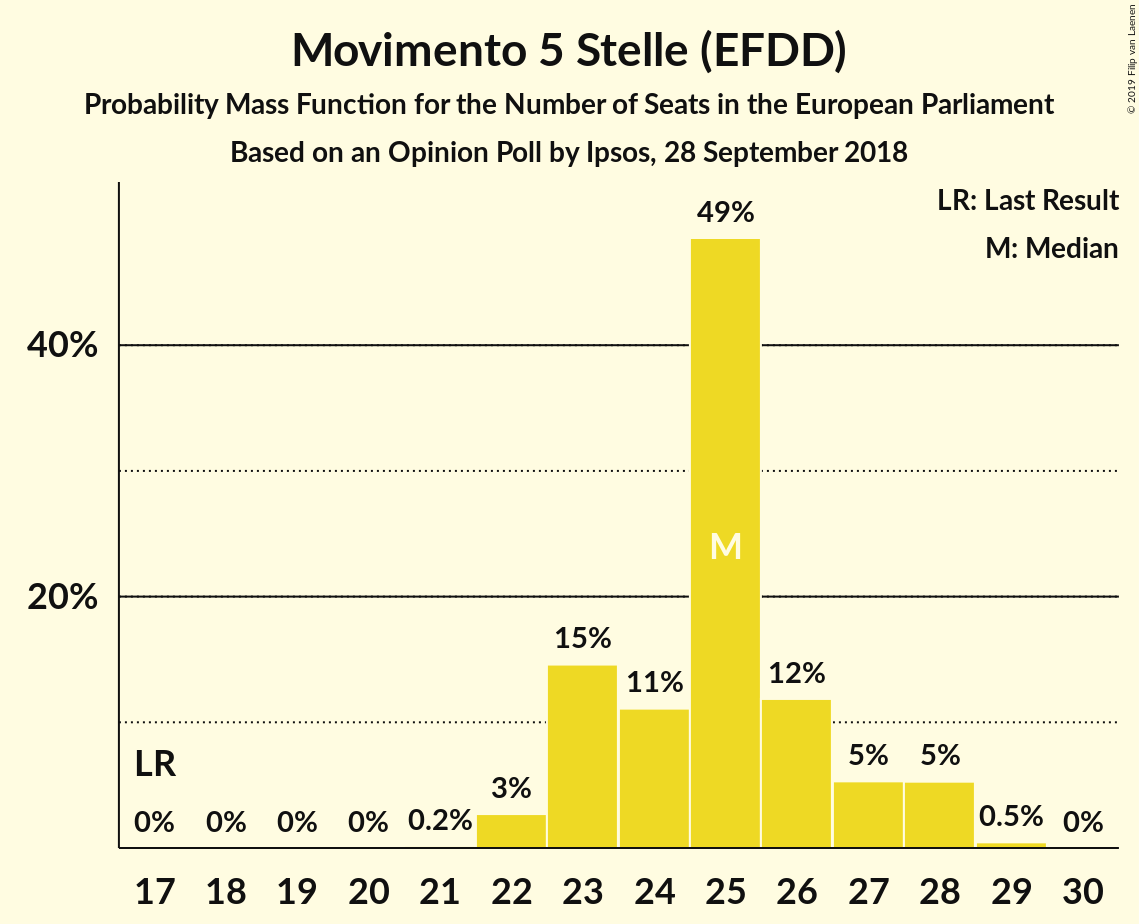 Movimento 5 Stelle (EFDD)
Probability Mass Function for the Number of Seats in the European Parliament
Based on an Opinion Poll by Ipsos, 28 September 2018
© 2019 Filip van Laenen
LR: Last Result
M: Median
49%
40%
M
20%
15%
11%
12%
LR
5%
5%
3%
0%
0%
0%
0%
0.2%
0.5%
0%
17 18 19 20 21 22 23 24 25 26 27 28 29 30